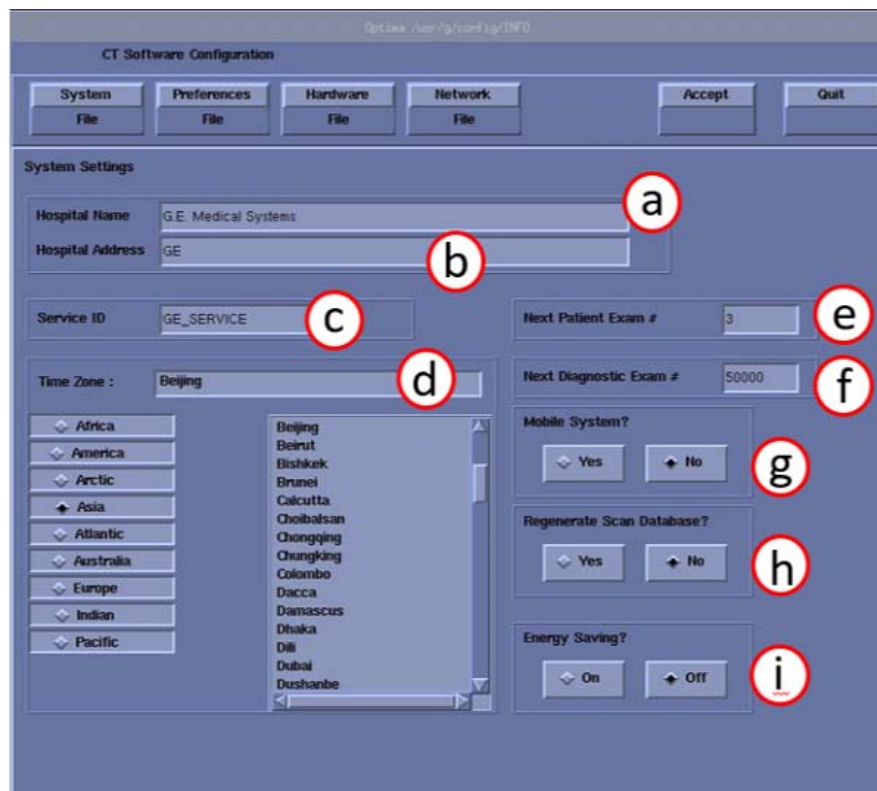 Optima /usr/g/config/INFO
CT Software Configuration
System Preferences Hardware Network Accept Quit
File File File File
System Settings
a
Hospital Name G.E. Medical Systems
Hospital Address GE
b
Service ID GE_SERVICE c
Next Patient Exam # 3 e
Time Zone : Beijing d
Next Diagnostic Exam # 50000 f
Africa
America
Arctic
Asia
Atlantic
Australia
Europe
Indian
Pacific
Beijing
Beirut
Bishkek
Brunei
Calcutta
Choibalsan
Chongqing
Chungking
Colombo
Dacca
Damascus
Dhaka
Dili
Dubai
Dushanbe
Mobile System?
Yes No g
Regenerate Scan Database?
Yes No h
Energy Saving?
On Off i